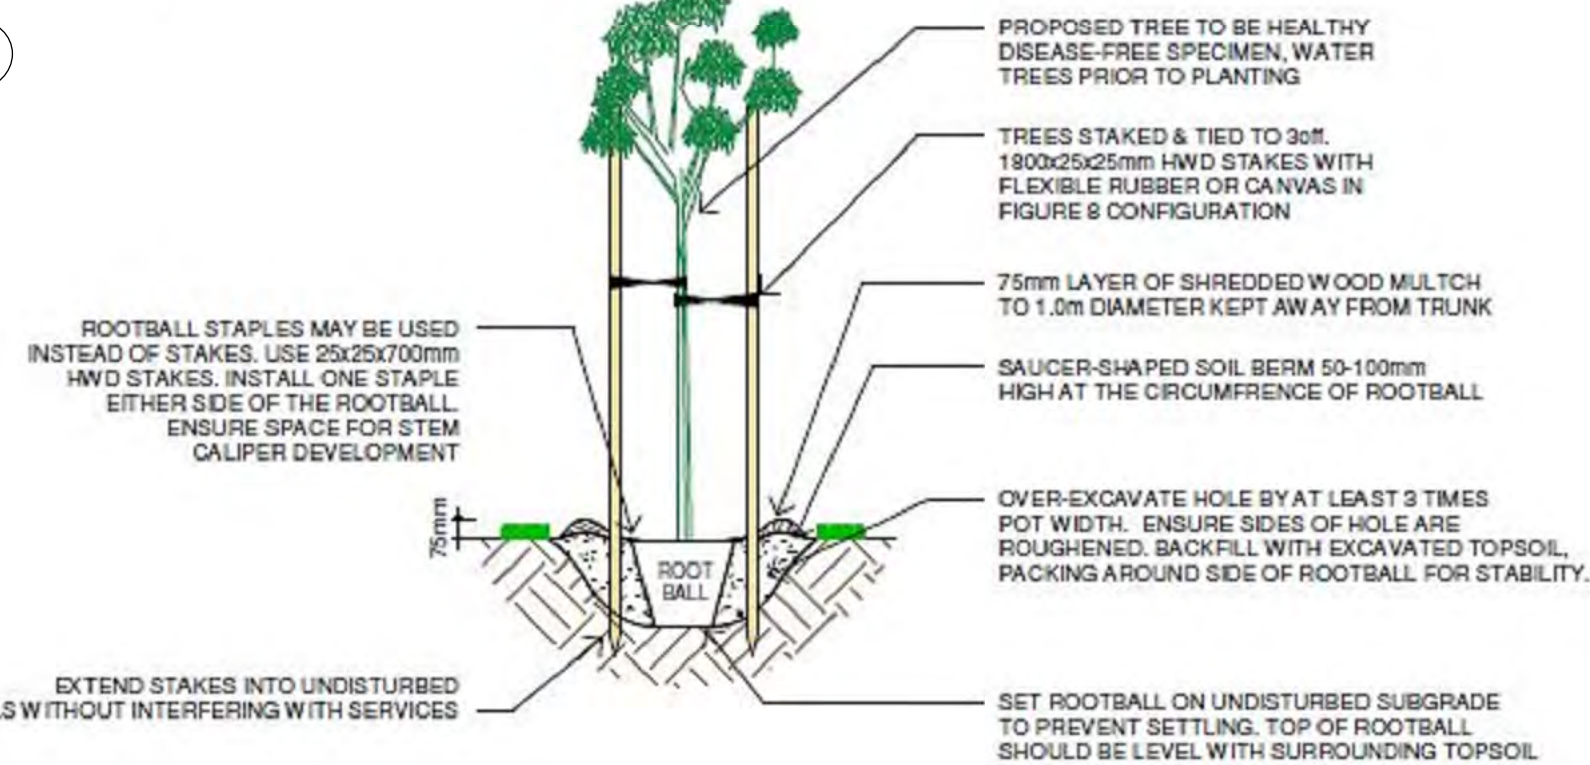 PROPOSED TREE TO BE HEALTHY
DISEASE-FREE SPECIMEN, WATER
TREES PRIOR TO PLANTING
TREES STAKED & TIED TO 3off.
1800x25x25mm HWD STAKES WITH
FLEXIBLE RUBBER OR CANVAS IN
FIGURE 8 CONFIGURATION
75mm LAYER OF SHREDDED WOOD MULTCH
TO 1.0m DIAMETER KEPT AWAY FROM TRUNK
SAUCER-SHAPED SOIL BERM 50-100mm
HIGH AT THE CIRCUMFRENCE OF ROOTBALL
ROOTBALL STAPLES MAY BE USED
INSTEAD OF STAKES. USE 25x25x700mm
HWD STAKES. INSTALL ONE STAPLE
EITHER SIDE OF THE ROOTBALL.
ENSURE SPACE FOR STEM
CALIPER DEVELOPMENT
75mm
OVER-EXCAVATE HOLE BY AT LEAST 3 TIMES
POT WIDTH. ENSURE SIDES OF HOLE ARE
ROUGHENED. BACKFILL WITH EXCAVATED TOPSOIL,
PACKING AROUND SIDE OF ROOTBALL FOR STABILITY.
ROOT
BALL
EXTEND STAKES INTO UNDISTURBED
WITHOUT INTERFERING WITH SERVICES
SET ROOTBALL ON UNDISTURBED SUBGRADE
TO PREVENT SETTLING. TOP OF ROOTBALL
SHOULD BE LEVEL WITH SURROUNDING TOPSOIL